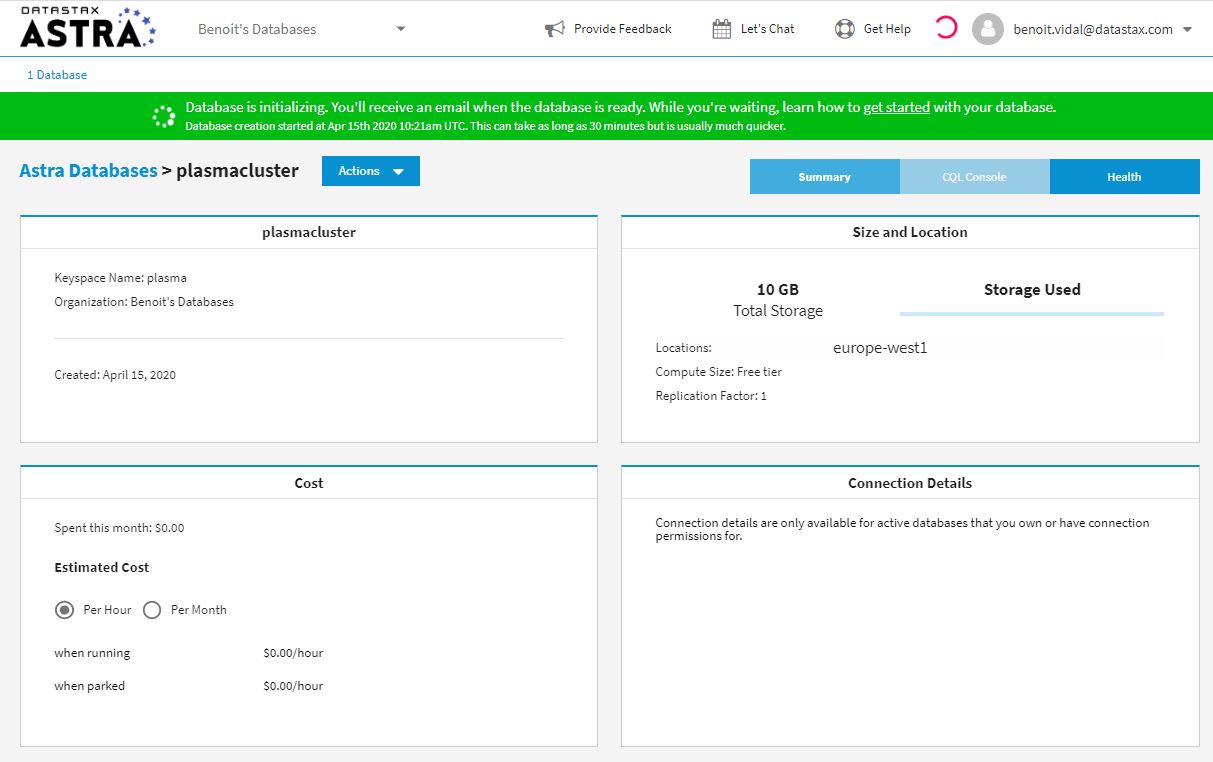 DATASTAX
ASTRA
Benoit's Databases
Provide Feedback
Let's Chat
Get Help
benoit.vidal@datastax.com
1 Database
Database is initializing. You'll receive an email when the database is ready. While you're waiting, learn how to get started with your database.
Database creation started at Apr 15th 2020 10:21am UTC. This can take as long as 30 minutes but is usually much quicker.
Astra Databases > plasmacluster
Actions
Summary
CQL Console
Health
plasmacluster
Keyspace Name: plasma
Organization: Benoit's Databases
Created: April 15, 2020
Size and Location
10 GB
Total Storage
Storage Used
Locations:
europe-west1
Compute Size: Free tier
Replication Factor: 1
Cost
Spent this month: $0.00
Estimated Cost
Per Hour
Per Month
when running
$0.00/hour
when parked
$0.00/hour
Connection Details
Connection details are only available for active databases that you own or have connection
permissions for.